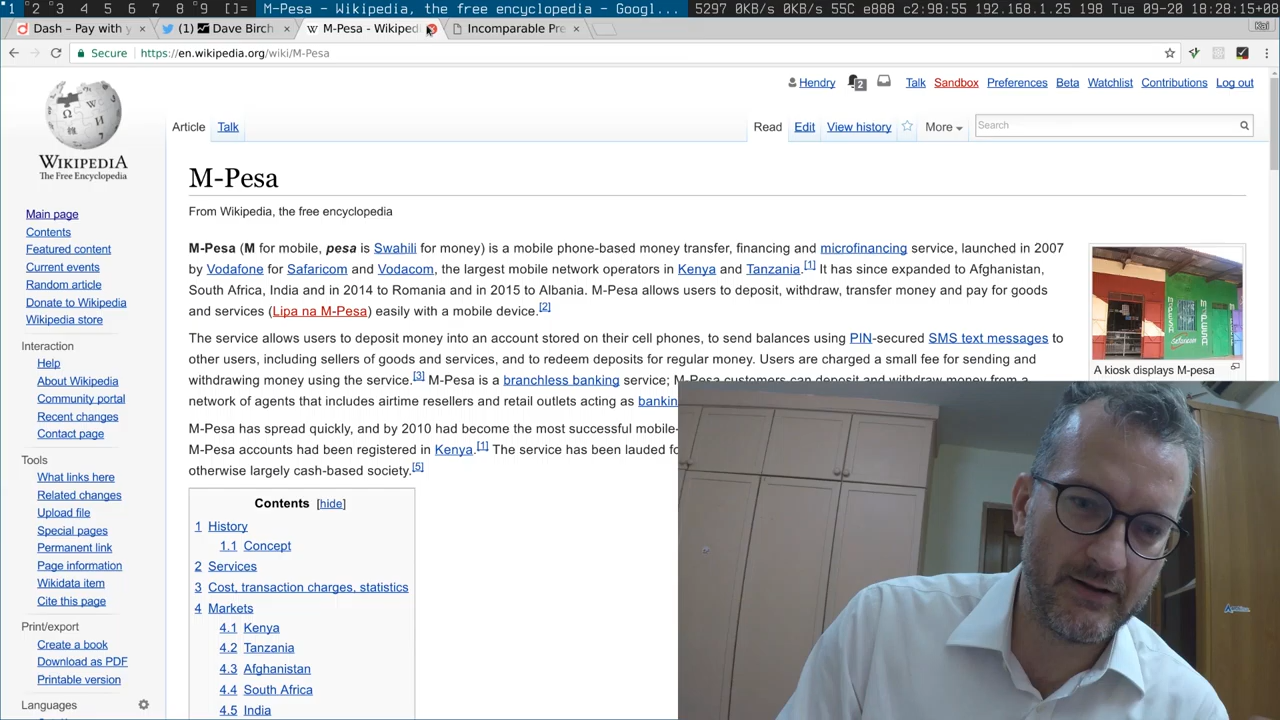 1 2 3 4 5 6 7 8 9 []= M-Pesa - Wikipedia, the free encyclopedia - Googl... 5297 0KB/s 0KB/s 55C e888 c2:98:55 192.168.1.25 198 Tue 09-20 18:28:15+08
Dash – Pay with y × (1) Dave Birch × M-Pesa - Wikiped Incomparable Pre × Kai
Secure https://en.wikipedia.org/wiki/M-Pesa
Hendry 2 Talk Sandbox Preferences Beta Watchlist Contributions Log out
Article Talk Read Edit View history More Search
WIKIPEDIA
The Free Encyclopedia
Main page
Contents
Featured content
Current events
Random article
Donate to Wikipedia
Wikipedia store
Interaction
Help
About Wikipedia
Community portal
Recent changes
Contact page
Tools
What links here
Related changes
Upload file
Special pages
Permanent link
Page information
Wikidata item
Cite this page
Print/export
Create a book
Download as PDF
Printable version
Languages
M-Pesa
From Wikipedia, the free encyclopedia
M-Pesa (M for mobile, pesa is Swahili for money) is a mobile phone-based money transfer, financing and microfinancing service, launched in 2007
by Vodafone for Safaricom and Vodacom, the largest mobile network operators in Kenya and Tanzania.[1] It has since expanded to Afghanistan,
South Africa, India and in 2014 to Romania and in 2015 to Albania. M-Pesa allows users to deposit, withdraw, transfer money and pay for goods
and services (Lipa na M-Pesa) easily with a mobile device.[2]
The service allows users to deposit money into an account stored on their cell phones, to send balances using PIN-secured SMS text messages to
other users, including sellers of goods and services, and to redeem deposits for regular money. Users are charged a small fee for sending and
withdrawing money using the service.[3] M-Pesa is a branchless banking service; M-Pesa customers can deposit and withdraw money from a
network of agents that includes airtime resellers and retail outlets acting as bankin
M-Pesa has spread quickly, and by 2010 had become the most successful mobile-
M-Pesa accounts had been registered in Kenya.[1] The service has been lauded fo
otherwise largely cash-based society.[5]
A kiosk displays M-pesa
Contents [hide]
1 History
1.1 Concept
2 Services
3 Cost, transaction charges, statistics
4 Markets
4.1 Kenya
4.2 Tanzania
4.3 Afghanistan
4.4 South Africa
4.5 India